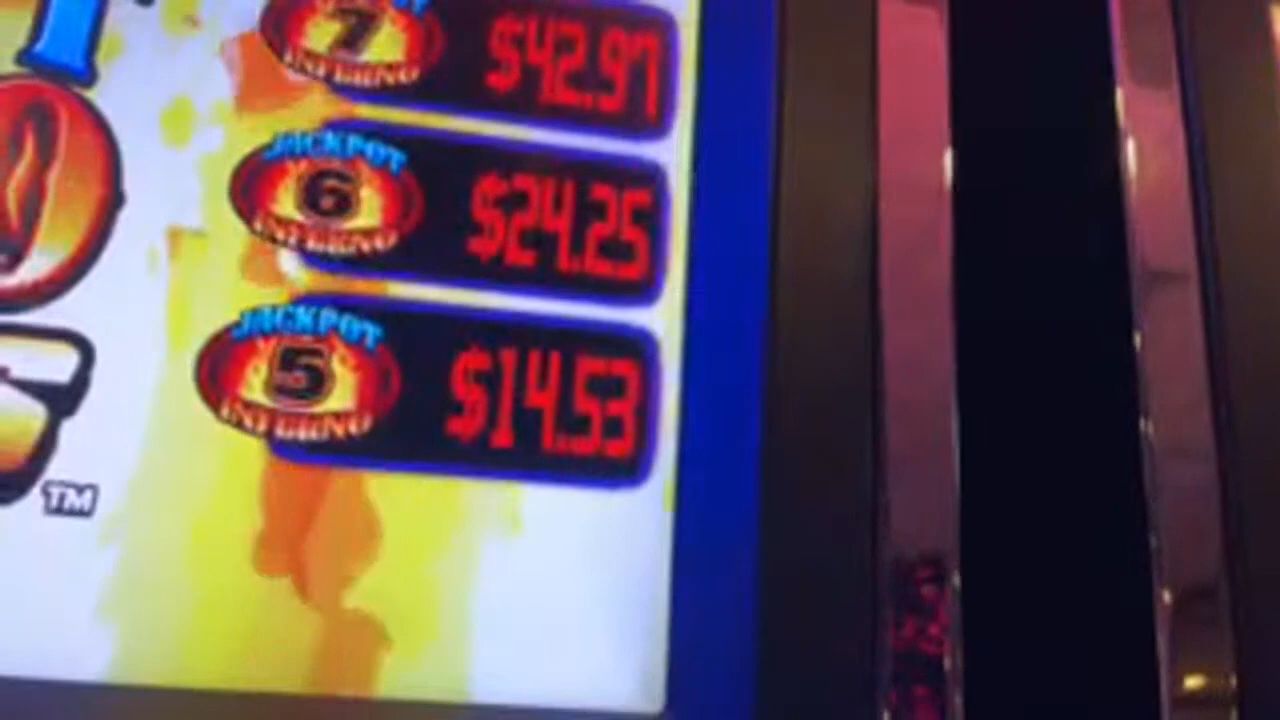 7
INFERNO
$42.97
JACKPOT
6
INFERNO
$24.25
JACKPOT
5
INFERNO
$14.53
TM